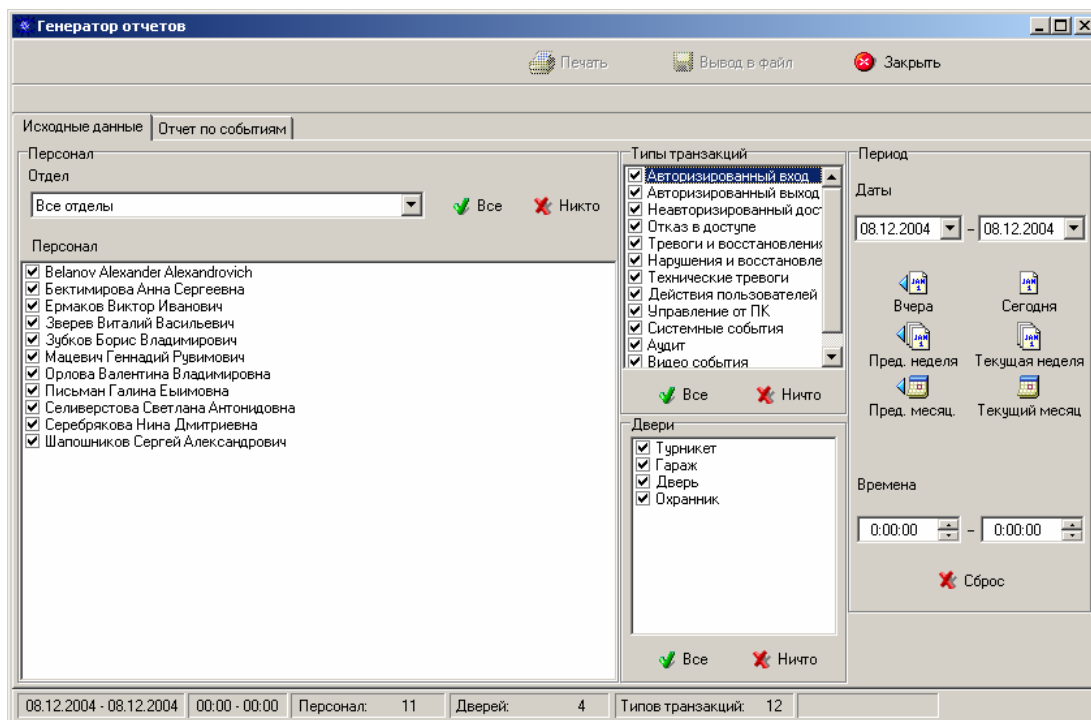 Генератор отчетов
Печать
Вывод в файл
Закрыть
Исходные данные
Отчет по событиям
Персонал
Отдел
Все отделы
Все
Никто
Персонал
Belanov Alexander Alexandrovich
Бектимирова Анна Сергеевна
Ермаков Виктор Иванович
Зверев Виталий Васильевич
Зубков Борис Владимирович
Мацевич Геннадий Рувимович
Орлова Валентина Владимировна
Письман Галина Еыимовна
Селиверстова Светлана Антонидовна
Серебрякова Нина Дмитриевна
Шапошников Сергей Александрович
Типы транзакций
Авторизированный вход
Авторизированный выход
Неавторизированный дос
Отказ в доступе
Тревоги и восстановления
Нарушения и восстановле
Технические тревоги
Действия пользователей
Управление от ПК
Системные события
Аудит
Видео события
Все
Ничто
Двери
Турникет
Гараж
Дверь
Охранник
Все
Ничто
Период
Даты
08.12.2004 - 08.12.2004
Вчера
Сегодня
Пред. неделя
Текущая неделя
Пред. месяц.
Текущий месяц
Времена
0:00:00 - 0:00:00
Сброс
08.12.2004 - 08.12.2004
00:00 - 00:00
Персонал: 11
Дверей: 4
Типов транзакций: 12